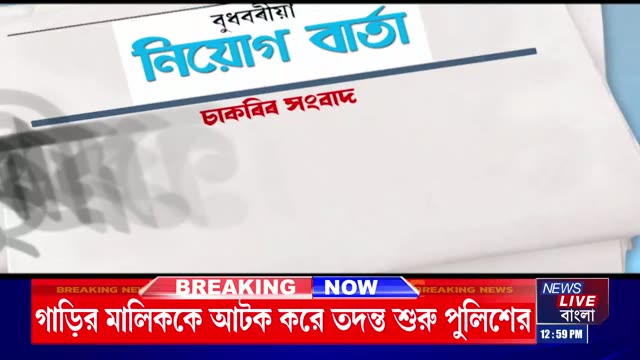 বুধবৰীয়া
নিয়োগ বাৰ্তা
চাকৰিৰ সংবাদ
BREAKING NEWS
BREAKING NOW
BREAKING NEWS
গাড়ির মালিককে আটক করে তদন্ত শুরু পুলিশের
NEWS
LIVE
বাংলা
12:59 PM